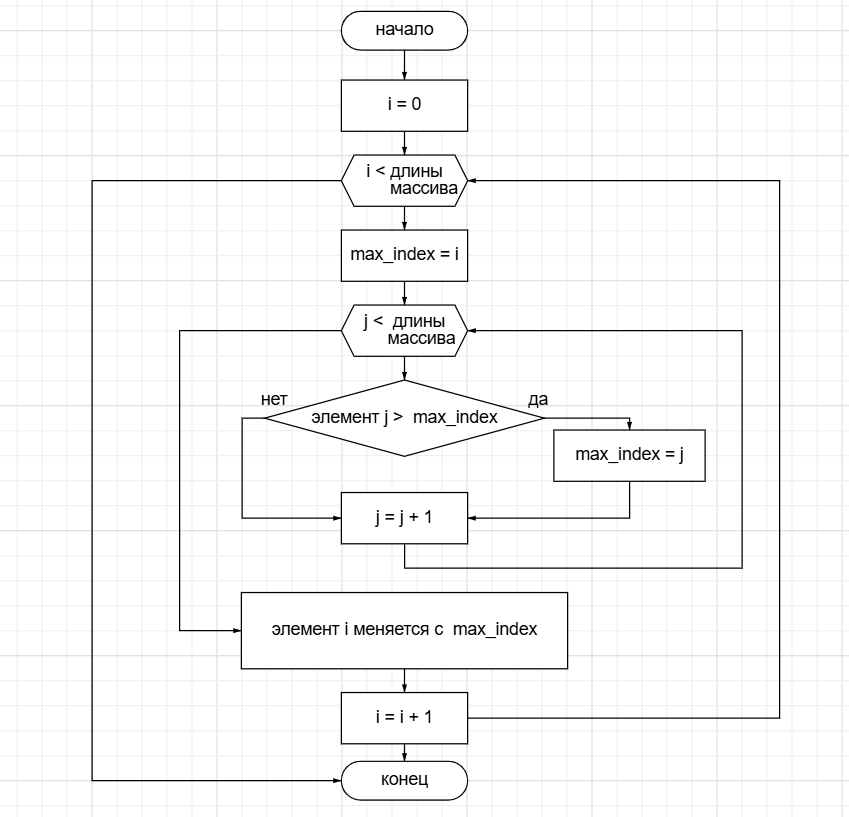 начало
i = 0
i < длины
массива
max_index = i
j < длины
массива
нет
да
элемент j > max_index
max_index = j
j = j + 1
элемент i меняется с max_index
i = i + 1
конец